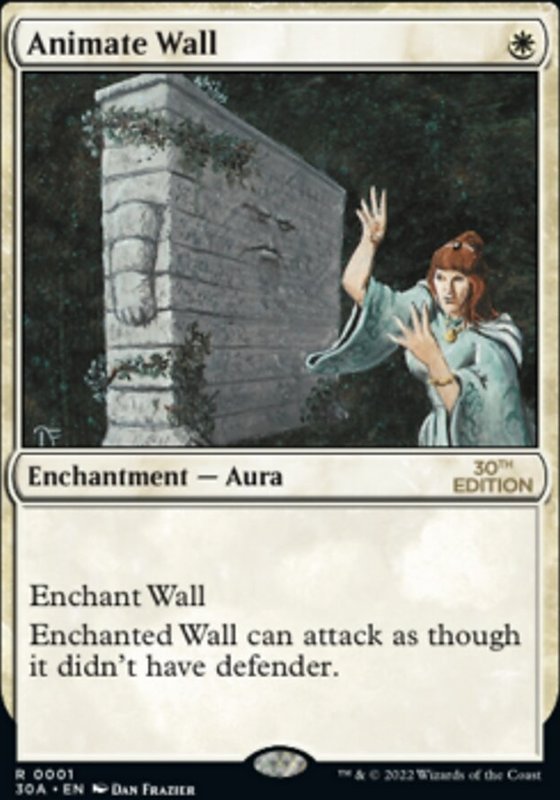 Animate Wall
DF
Enchantment — Aura
30TH
EDITION
Enchant Wall
Enchanted Wall can attack as though
it didn't have defender.
R 0001
30A • EN Dan Frazier
™ & © 2022 Wizards of the Coast